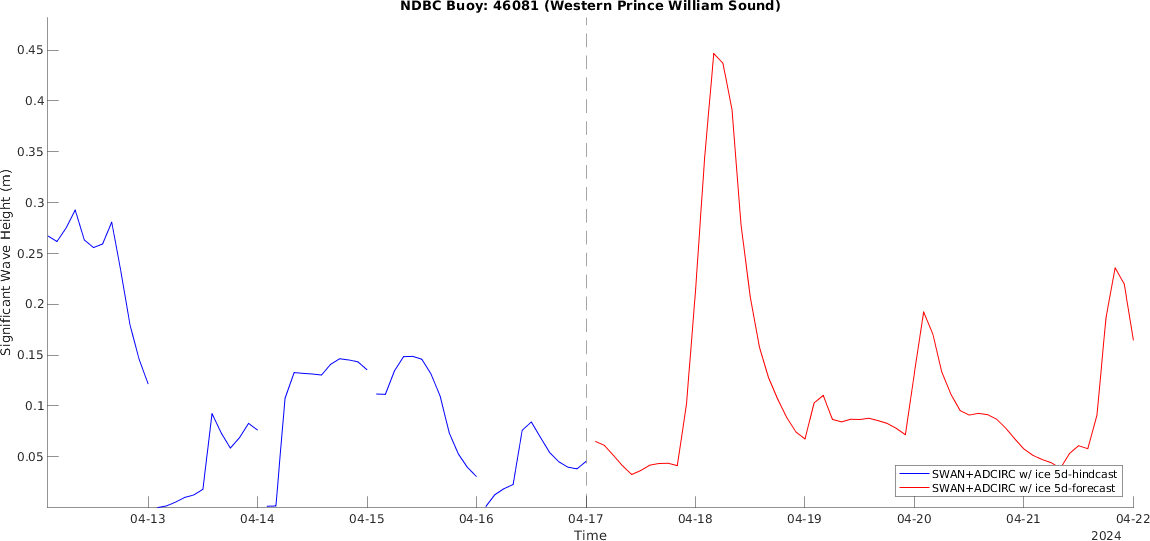 NDBC Buoy: 46081 (Western Prince William Sound)
Significant Wave Height (m)
0.45
0.4
0.35
0.3
0.25
0.2
0.15
0.1
0.05
SWAN+ADCIRC w/ ice 5d-hindcast
SWAN+ADCIRC w/ ice 5d-forecast
04-13 04-14 04-15 04-16 04-17 04-18 04-19 04-20 04-21 04-22
Time
2024